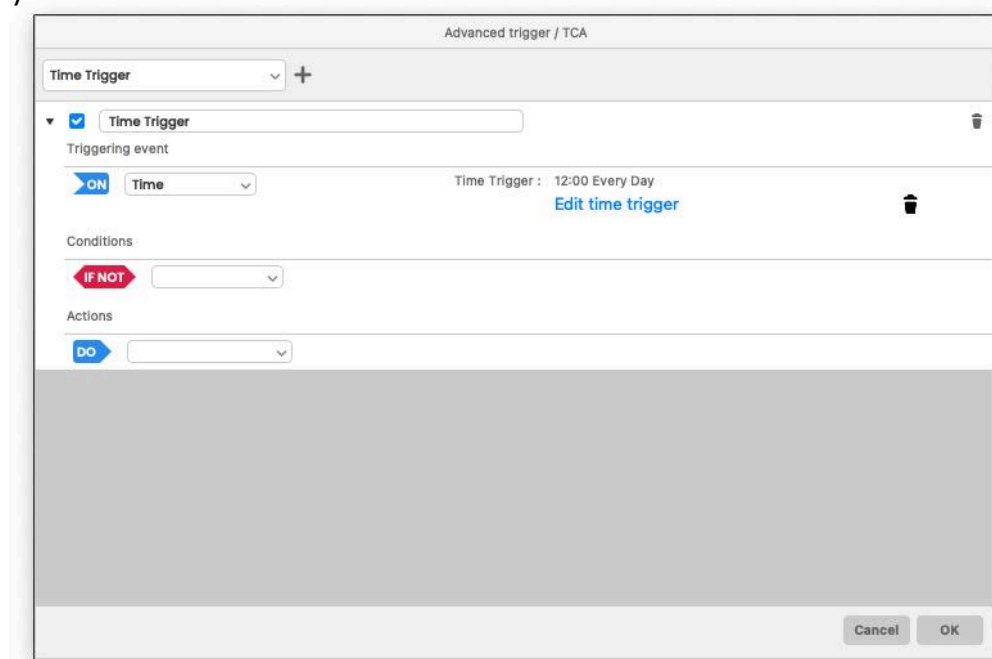 Advanced trigger / TCA
Time Trigger
Time Trigger
Triggering event
ON Time Time Trigger : 12:00 Every Day
Edit time trigger
Conditions
IF NOT
Actions
DO
Cancel OK